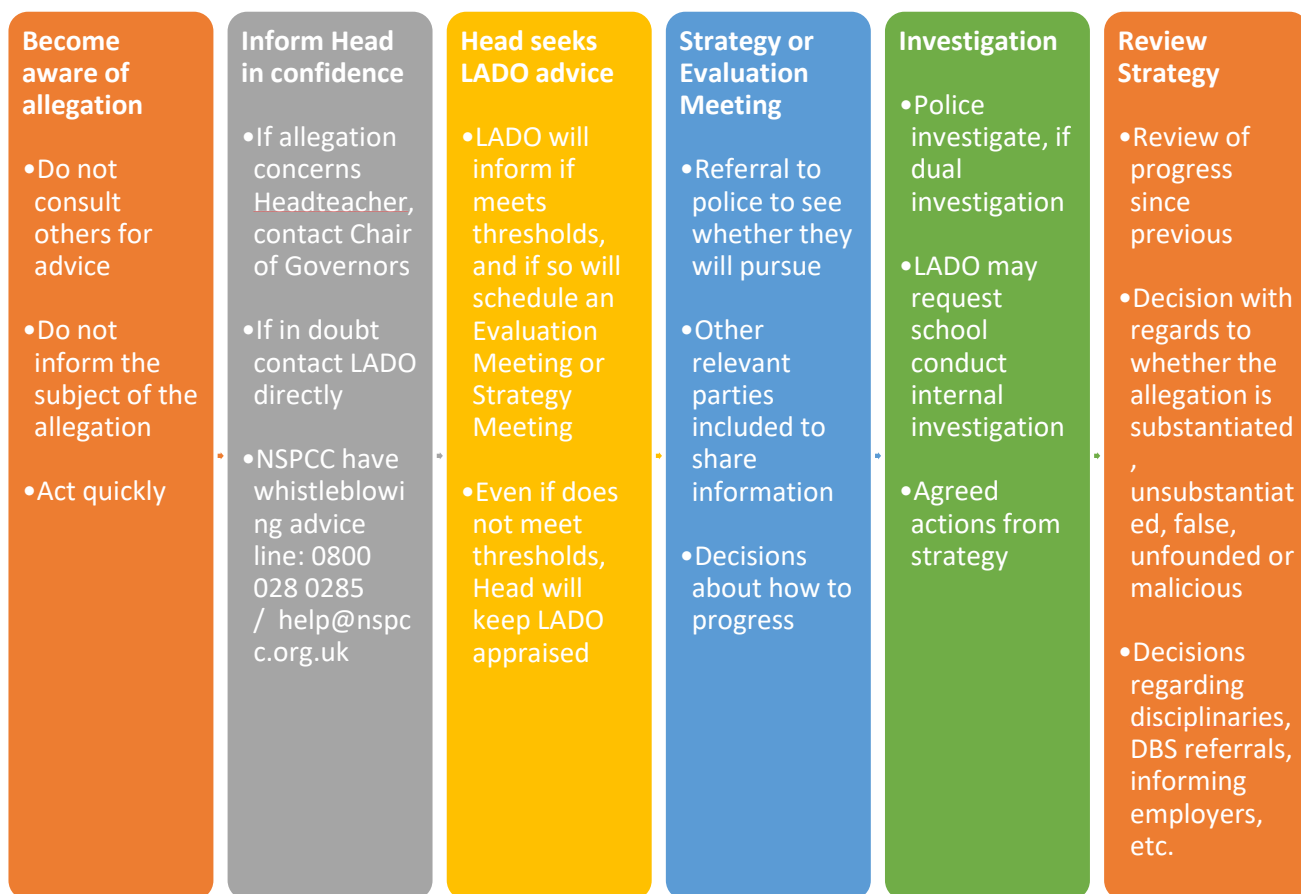 Become
aware of
allegation
•Do not
consult
others for
advice
•Do not
inform the
subject of the
allegation
•Act quickly
Inform Head
in confidence
•If allegation
concerns
Headteacher,
contact Chair
of Governors
•If in doubt
contact LADO
directly
•NSPCC have
whistleblowi
ng advice
line: 0800
028 0285
/ help@nspc
c.org.uk
Head seeks
LADO advice
•LADO will
inform if
meets
thresholds,
and if so will
schedule an
Evaluation
Meeting or
Strategy
Meeting
•Even if does
not meet
thresholds,
Head will
keep LADO
appraised
Strategy or
Evaluation
Meeting
•Referral to
police to see
whether they
will pursue
•Other
relevant
parties
included to
share
information
•Decisions
about how to
progress
Investigation
•Police
investigate, if
dual
investigation
•LADO may
request
school
conduct
internal
investigation
•Agreed
actions from
strategy
Review
Strategy
•Review of
progress
since
previous
•Decision with
regards to
whether the
allegation is
substantiated
,
unsubstantiat
ed, false,
unfounded or
malicious
•Decisions
regarding
disciplinaries,
DBS referrals,
informing
employers,
etc.